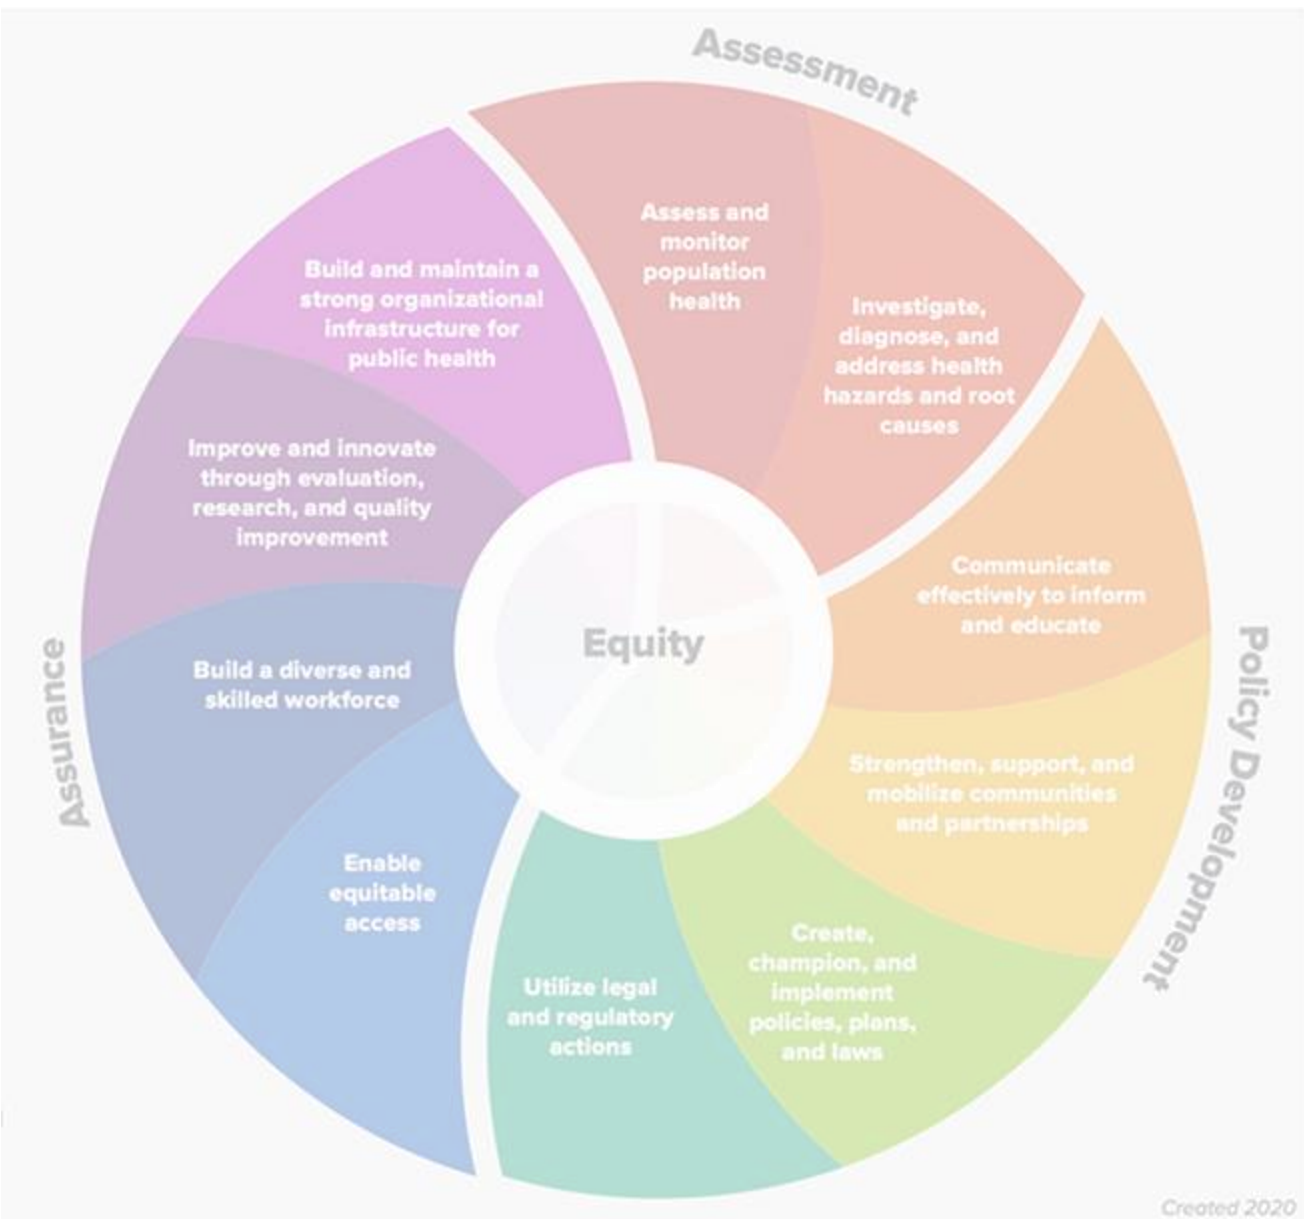 Assessment
Assess and
monitor
population
health
Investigate,
diagnose, and
address health
hazards and root
causes
Communicate
effectively to inform
and educate
Strengthen, support, and
mobilize communities
and partnerships
Policy Development
Create,
champion, and
implement
policies, plans,
and laws
Utilize legal
and regulatory
actions
Enable
equitable
access
Build a diverse and
skilled workforce
Improve and innovate
through evaluation,
research, and quality
improvement
Build and maintain a
strong organizational
infrastructure for
public health
Assurance
Equity
Created 2020